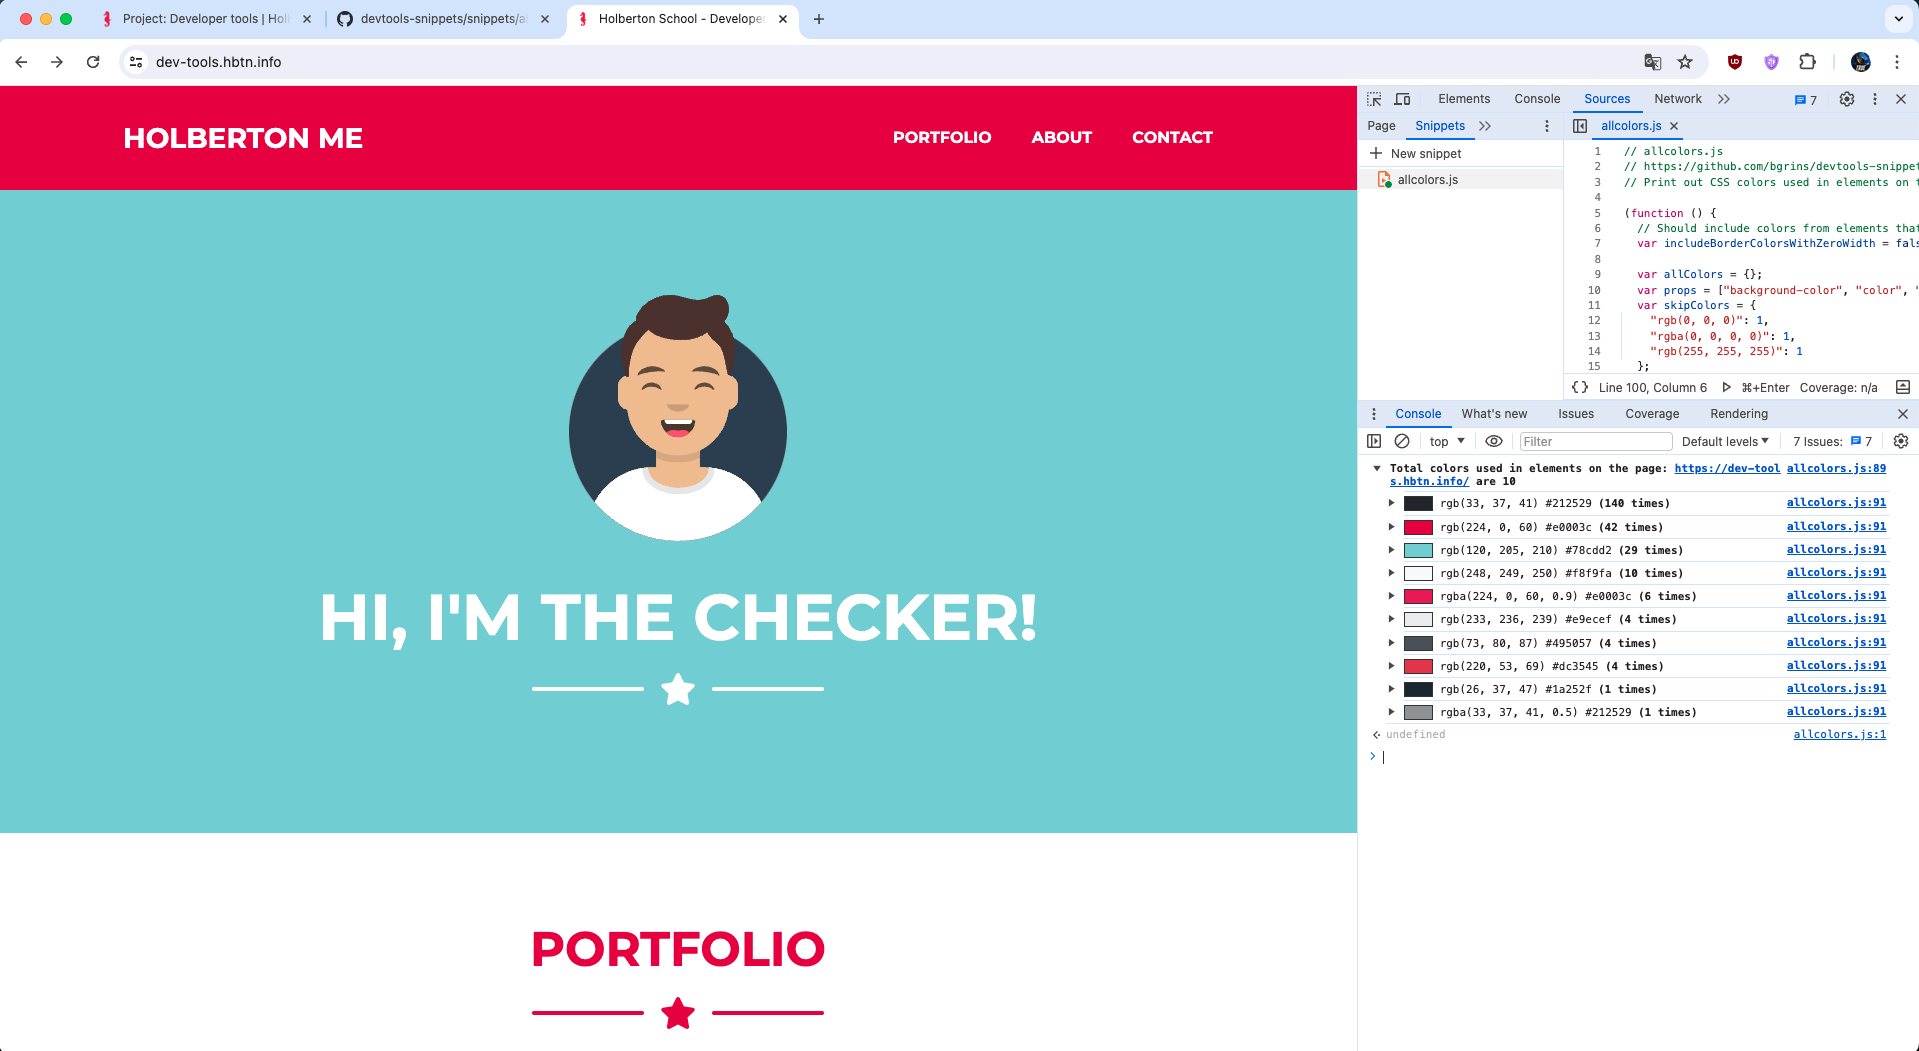 Project: Developer tools | Hol
devtools-snippets/snippets/al
Holberton School - Developer
dev-tools.hbtn.info
HOLBERTON ME
PORTFOLIO
ABOUT
CONTACT
HI, I'M THE CHECKER!
PORTFOLIO
Elements Console Sources Network 7
Page Snippets
allcolors.js
New snippet
allcolors.js
1 // allcolors.js
2 // https://github.com/bgrins/devtools-snippet
3 // Print out CSS colors used in elements on t
4
5 (function () {
6 // Should include colors from elements that
7 var includeBorderColorsWithZeroWidth = fals
8
9 var allColors = {};
10 var props = ["background-color", "color", "
11 var skipColors = {
12 "rgb(0, 0, 0)": 1,
13 "rgba(0, 0, 0, 0)": 1,
14 "rgb(255, 255, 255)": 1
15 };
{} Line 100, Column 6 ⌘+Enter Coverage: n/a
Console What's new Issues Coverage Rendering
top Filter Default levels 7 Issues: 7
Total colors used in elements on the page: https://dev-tool allcolors.js:89
s.hbtn.info/ are 10
rgb(33, 37, 41) #212529 (140 times) allcolors.js:91
rgb(224, 0, 60) #e0003c (42 times) allcolors.js:91
rgb(120, 205, 210) #78cdd2 (29 times) allcolors.js:91
rgb(248, 249, 250) #f8f9fa (10 times) allcolors.js:91
rgba(224, 0, 60, 0.9) #e0003c (6 times) allcolors.js:91
rgb(233, 236, 239) #e9ecef (4 times) allcolors.js:91
rgb(73, 80, 87) #495057 (4 times) allcolors.js:91
rgb(220, 53, 69) #dc3545 (4 times) allcolors.js:91
rgb(26, 37, 47) #1a252f (1 times) allcolors.js:91
rgba(33, 37, 41, 0.5) #212529 (1 times) allcolors.js:91
undefined allcolors.js:1